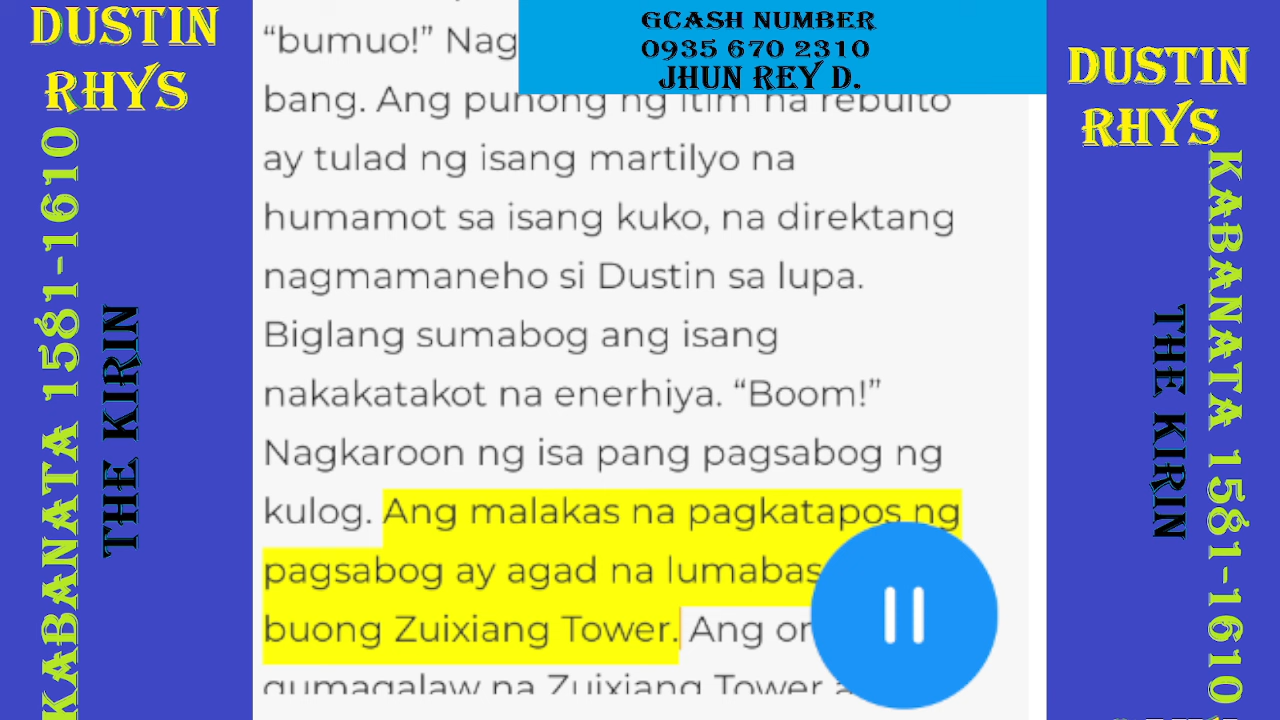 DUSTIN
RHYS
KABANATA 1581-1610
THE KIRIN
GCASH NUMBER
0935 670 2310
JHUN REY D.
“bumuo!” Nag
bang. Ang punong ng itim na rebulto
ay tulad ng isang martilyo na
humamot sa isang kuko, na direktang
nagmamaneho si Dustin sa lupa.
Biglang sumabog ang isang
nakakatakot na enerhiya. “Boom!”
Nagkaroon ng isa pang pagsabog ng
kulog. Ang malakas na pagkatapos ng
pagsabog ay agad na lumabas
buong Zuixiang Tower. Ang
gumagalaw na Zuixiang Tower
DUSTIN
RHYS
KABANATA 1581-1610
THE KIRIN